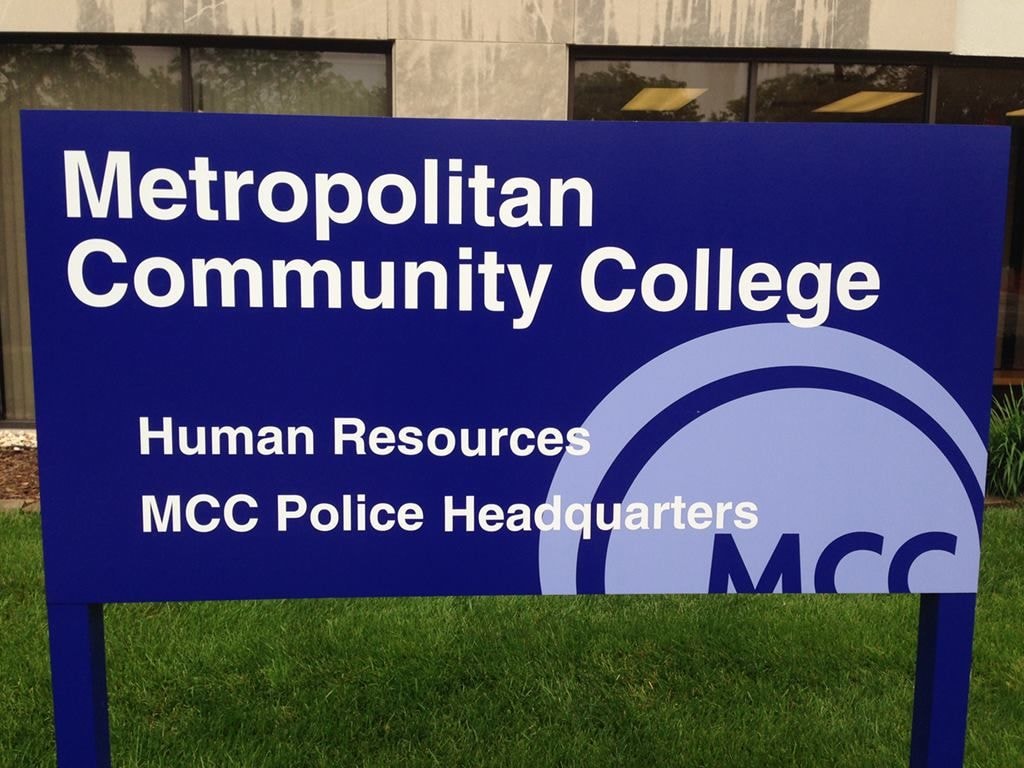 Metropolitan
Community College
Human Resources
MCC Police Headquarters
MCC